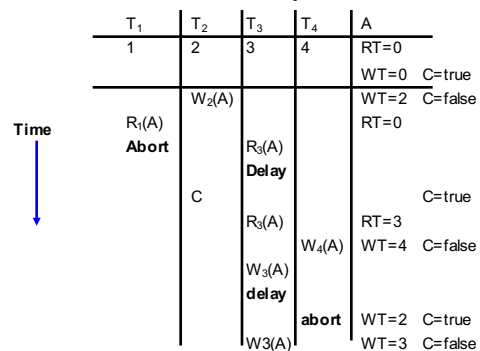 T₁ T₂ T₃ T₄ A
1 2 3 4 RT=0
WT=0 C=true
W₂(A) WT=2 C=false
Time R₁(A) RT=0
Abort R₃(A)
Delay
C C=true
R₃(A) RT=3
W₄(A) WT=4 C=false
W₃(A)
delay
abort WT=2 C=true
W3(A) WT=3 C=false